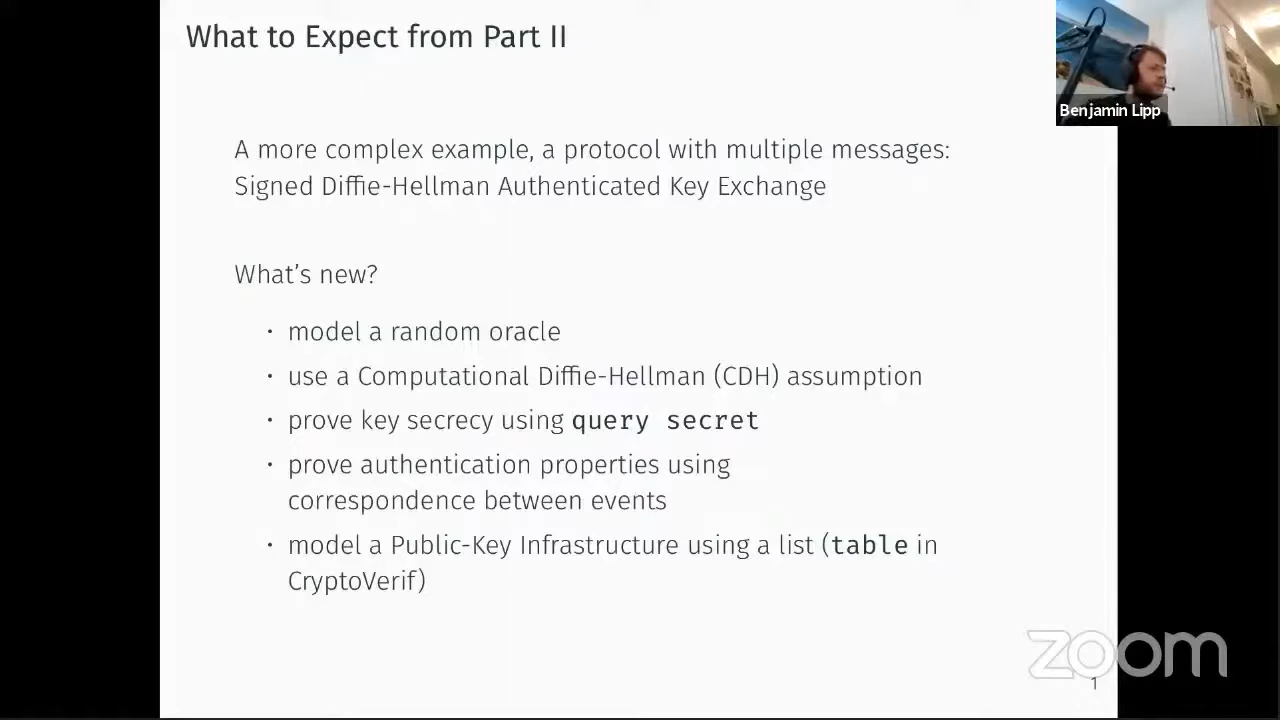 What to Expect from Part II
Benjamin Lipp
A more complex example, a protocol with multiple messages:
Signed Diffie-Hellman Authenticated Key Exchange
What's new?
· model a random oracle
· use a Computational Diffie-Hellman (CDH) assumption
· prove key secrecy using query secret
· prove authentication properties using
correspondence between events
· model a Public-Key Infrastructure using a list (table in
CryptoVerif)
zoom
1